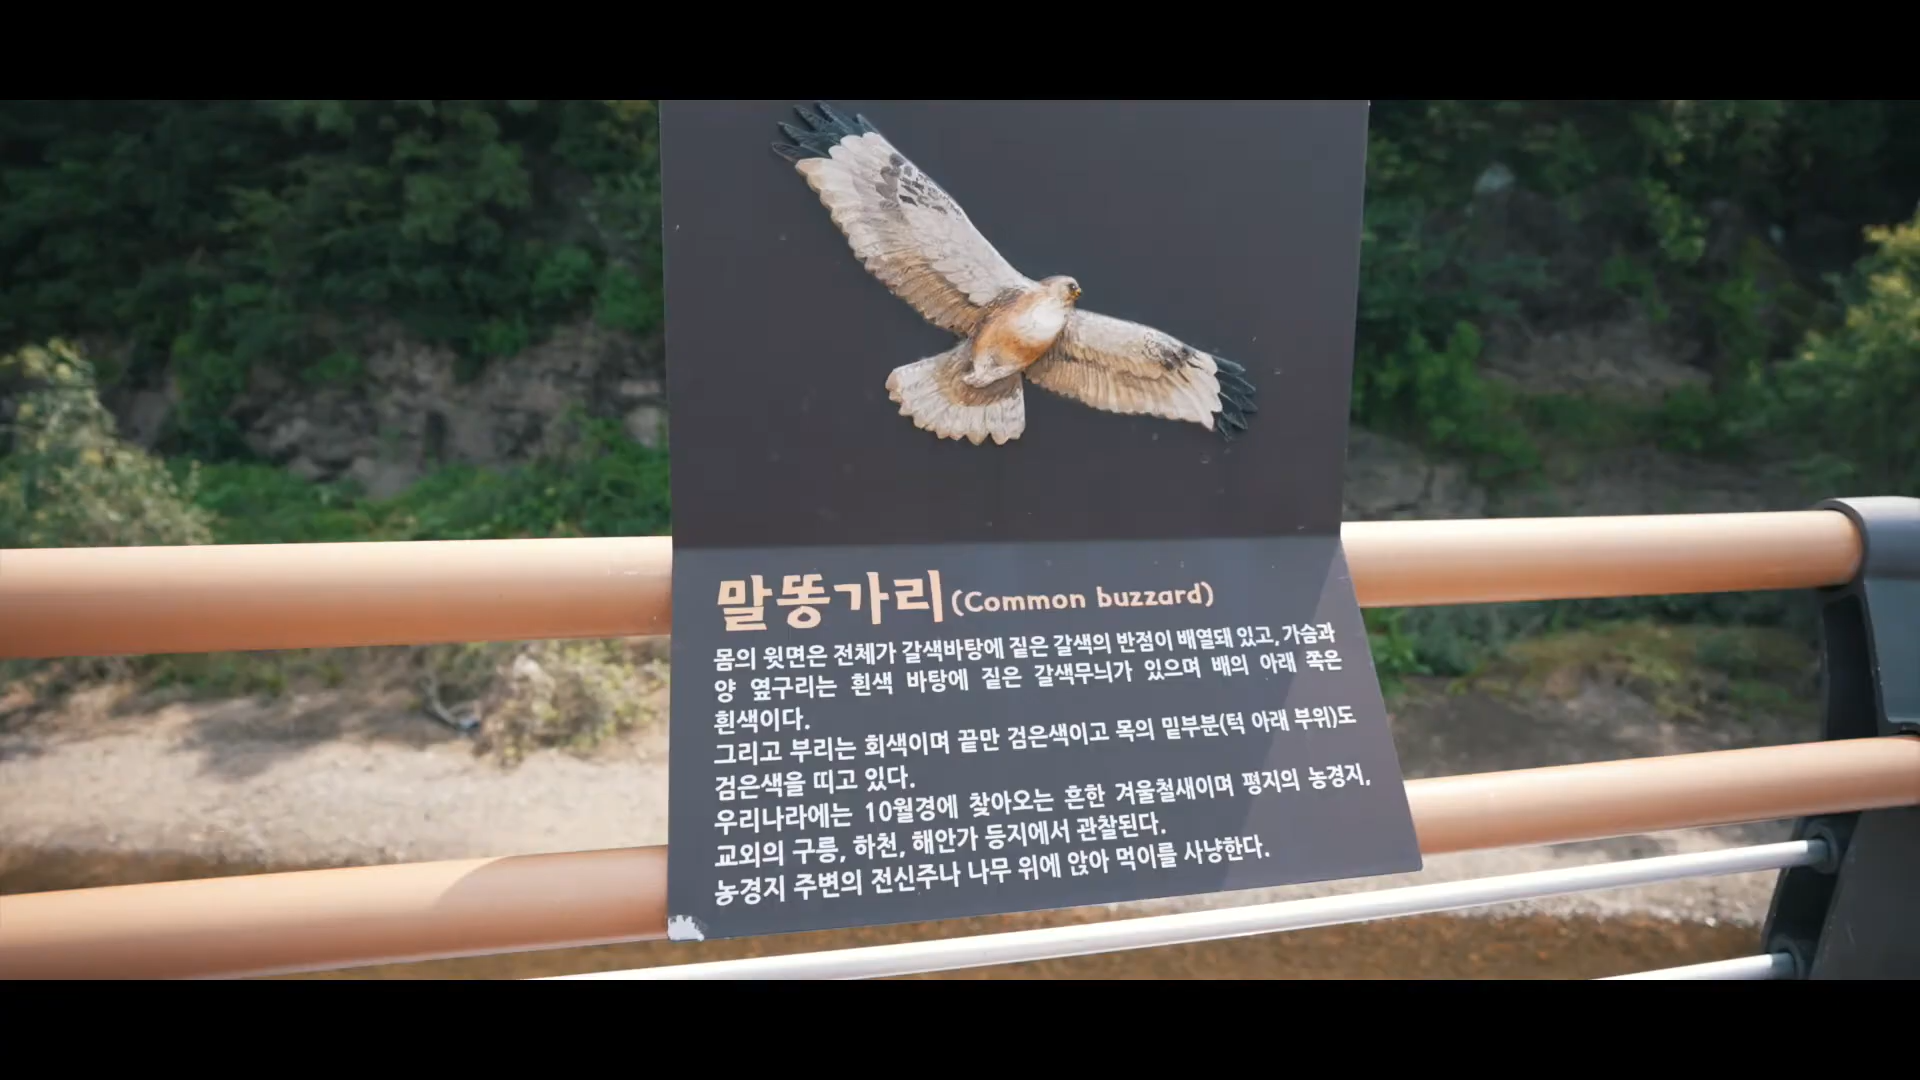 말똥가리(Common buzzard)
몸의 윗면은 전체가 갈색바탕에 짙은 갈색의 반점이 배열돼 있고, 가슴과
양 옆구리는 흰색 바탕에 짙은 갈색무늬가 있으며 배의 아래 쪽은
흰색이다.
그리고 부리는 회색이며 끝만 검은색이고 목의 밑부분(턱 아래 부위)도
검은색을 띠고 있다.
우리나라에는 10월경에 찾아오는 흔한 겨울철새이며 평지의 농경지,
교외의 구릉, 하천, 해안가 등지에서 관찰된다.
농경지 주변의 전신주나 나무 위에 앉아 먹이를 사냥한다.